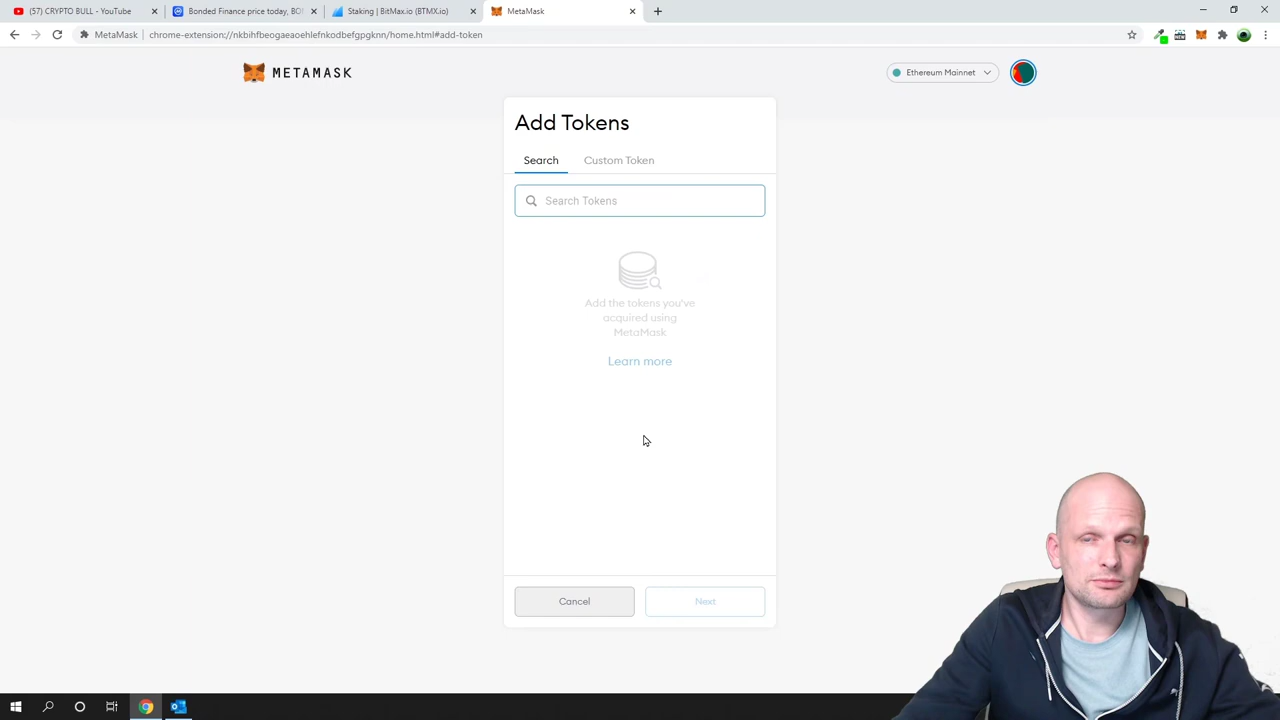 (57) CRYPTO BULL - YouTube
Bonded Finance price today, BON
Staking | BitMax.io (BTMX.io)
MetaMask
MetaMask
chrome-extension://nkbihfbeogaeaoehlefnkodbefgpgknn/home.html#add-token
METAMASK
Ethereum Mainnet
Add Tokens
Search
Custom Token
Search Tokens
Add the tokens you've
acquired using
MetaMask
Learn more
Cancel
Next